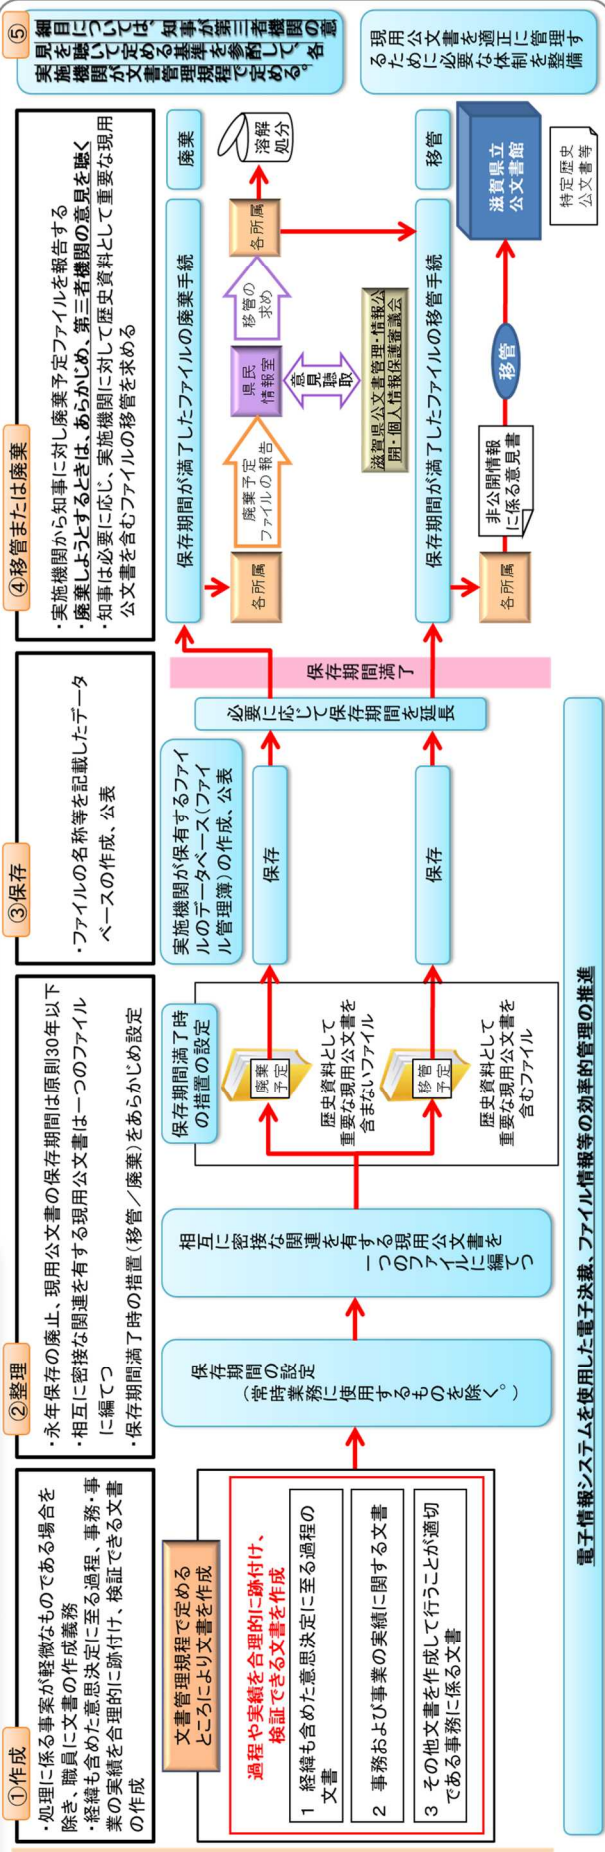 ①作成
・処理に係る事案が軽微なものである場合を
除き、職員に文書の作成義務
・経緯も含めた意思決定に至る過程、事務・事
業の実績を合理的に跡付け、検証できる文書
の作成
文書管理規程で定める
ところにより文書を作成
過程や実績を合理的に跡付け、
検証できる文書を作成
1 経緯も含めた意思決定に至る過程の
文書
2 事務および事業の実績に関する文書
3 その他文書を作成して行うことが適切
である事務に係る文書
②整理
・永年保存の廃止、現用公文書の保存期間は原則30年以下
・相互に密接な関連を有する現用公文書は一つのファイル
に編てつ
・保存期間満了時の措置(移管/廃棄)をあらかじめ設定
保存期間の設定
(常時業務に使用するものを除く。)
相互に密接な関連を有する現用公文書を
一つのファイルに編てつ
保存期間満了時
の措置の設定
廃棄
予定
歴史資料として
重要な現用公文書を
含まないファイル
移管
予定
歴史資料として
重要な現用公文書を
含むファイル
③保存
・ファイルの名称等を記載したデータ
ベースの作成、公表
実施機関が保有するファイ
ルのデータベース(ファイ
ル管理簿)の作成、公表
保存
保存
必要に応じて保存期間を延長
保存期間満了
④移管または廃棄
・実施機関から知事に対し廃棄予定ファイルを報告する
・廃棄しようとするときは、あらかじめ、第三者機関の意見を聴く
・知事は必要に応じ、実施機関に対して歴史資料として重要な現用
公文書を含むファイルの移管を求める
保存期間が満了したファイルの廃棄手続
廃棄
各所属
廃棄予定
ファイルの報告
県民
情報室
移管の
求め
各所属
溶解
処分
意見
聴取
滋賀県公文書管理・情報公
開・個人情報保護審議会
保存期間が満了したファイルの移管手続
移管
各所属
非公開情報
に係る意見書
移管
滋賀県立
公文書館
特定歴史
公文書等
⑤
細目については、知事が第三者機関の意
見を聴いて定める基準を参酌して、各
実施機関が文書管理規程で定める。
現用公文書を適正に管理す
るために必要な体制を整
備
電子情報システムを使用した電子決裁、ファイル情報等の効率的管理の推進